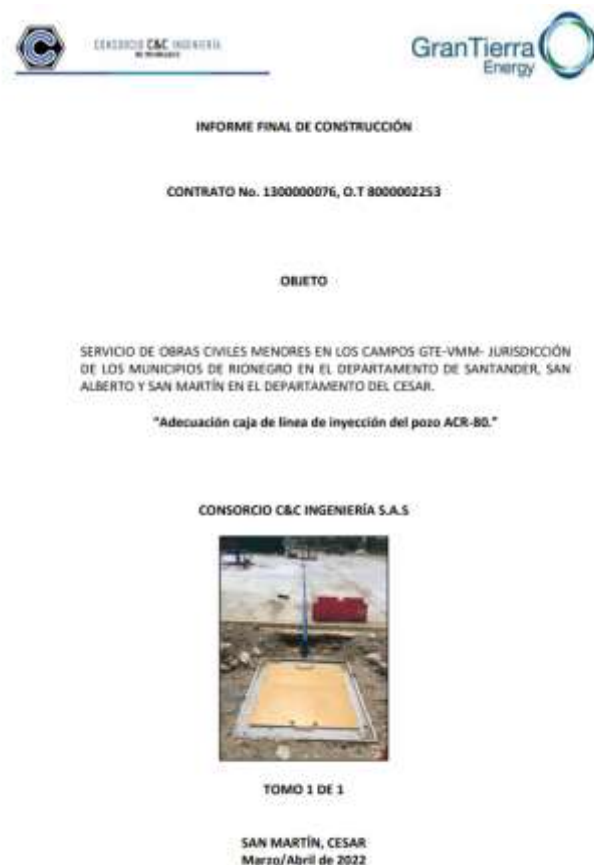 CONSORCIO C&C INGENIERÍA
GranTierra
Energy
INFORME FINAL DE CONSTRUCCIÓN
CONTRATO No. 1300000076, O.T 8000002253
OBJETO
SERVICIO DE OBRAS CIVILES MENORES EN LOS CAMPOS GTE-VMM- JURISDICCIÓN
DE LOS MUNICIPIOS DE RIONEGRO EN EL DEPARTAMENTO DE SANTANDER, SAN
ALBERTO Y SAN MARTÍN EN EL DEPARTAMENTO DEL CESAR.
"Adecuación caja de línea de inyección del pozo ACR-80."
CONSORCIO C&C INGENIERÍA S.A.S
TOMO 1 DE 1
SAN MARTÍN, CESAR
Marzo/Abril de 2022